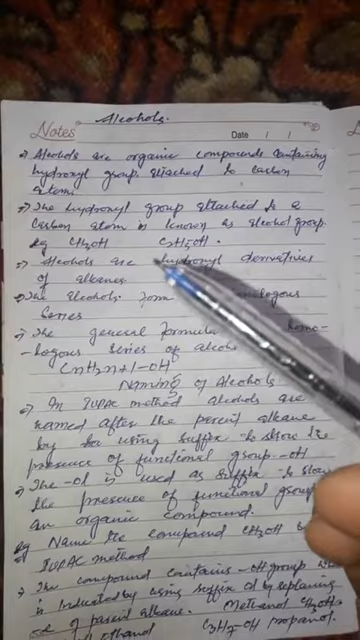 Alcohols.
Notes Date / /
Alcohols are organic compounds containing
hydroxyl group attached to carbon
atom.
The hydroxyl group attached to a
carbon atom is known as alcohol group.
eg CH3OH C2H5OH.
Alcohols are hydroxyl derivatives
of alkanes.
The alcohols form homologous
series
The general formula homo-
-logous series of alcoh
CnH2n+1-OH
Naming of Alcohols
In IUPAC method alcohols are
named after the parent alkane
by using suffix to show the
presence of functional group -OH
The -ol is used as suffix to show
the presence of functional group
an organic compound.
eg Name the compound CH3OH by
IUPAC method
The compound contains -OH group
is indicated by using suffix ol by replacing
of parent alkane. Methanol CH3OH
ethanol C3H7-OH propanol.